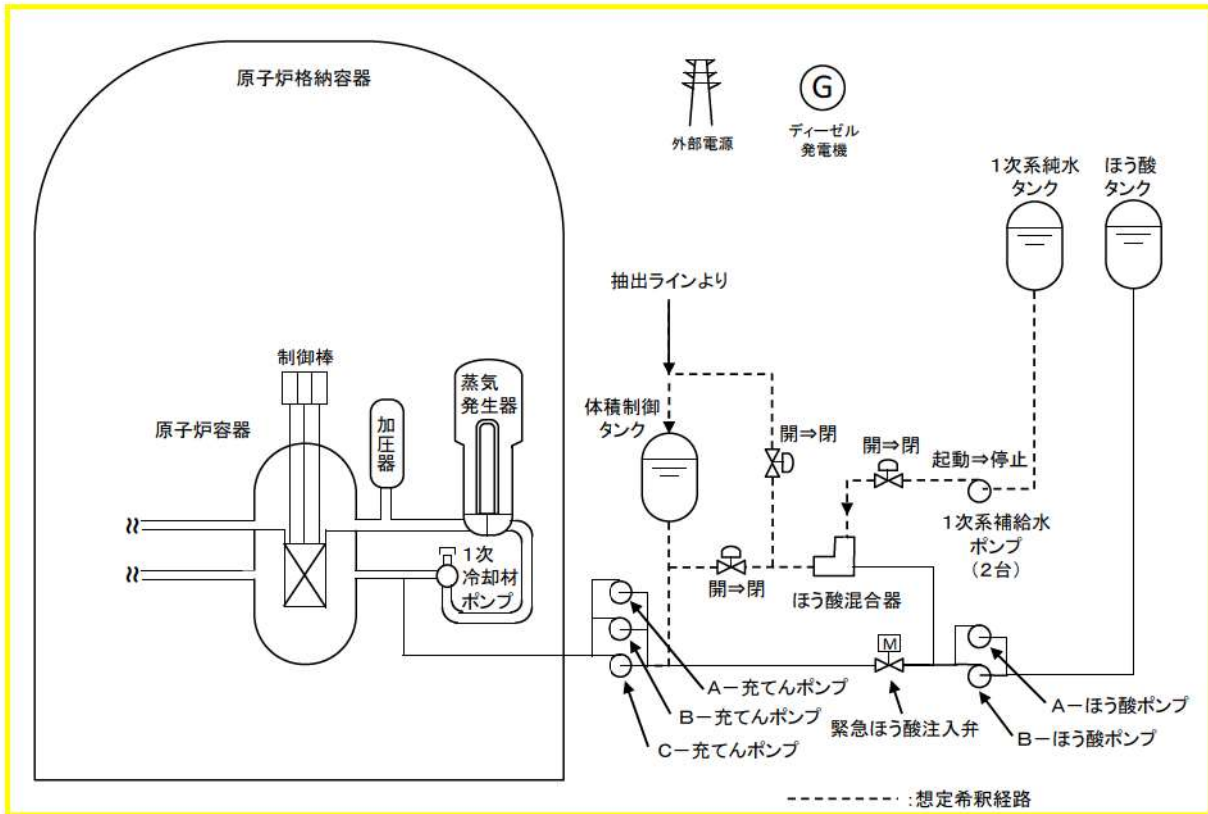 原子炉格納容器
外部電源
G
ディーゼル
発電機
1次系純水
タンク
ほう酸
タンク
抽出ラインより
制御棒
蒸気
発生器
加圧器
原子炉容器
体積制御
タンク
開⇒閉
開⇒閉
起動⇒停止
1次系補給水
ポンプ
(2台)
1次
冷却材
ポンプ
開⇒閉
ほう酸混合器
M
A-充てんポンプ
B-充てんポンプ
C-充てんポンプ
緊急ほう酸注入弁
A-ほう酸ポンプ
B-ほう酸ポンプ
:想定希釈経路